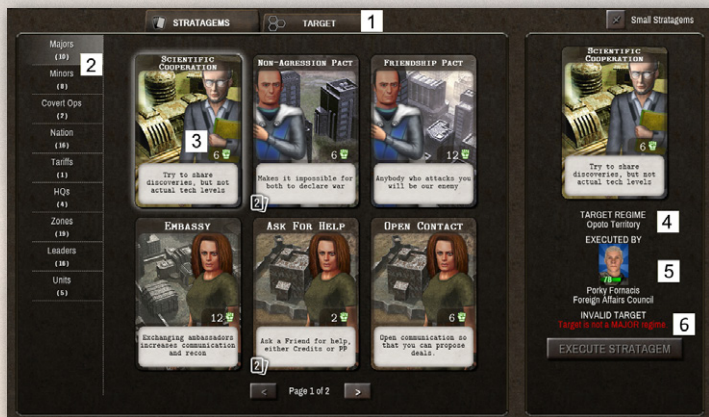 STRATAGEMS
TARGET
1
Small Stratagems
Majors
(10)
2
Minors
(8)
Covert Ops
(7)
Nation
(16)
Tariffs
(1)
HQs
(4)
Zones
(19)
Leaders
(16)
Units
(5)
SCIENTIFIC
COOPERATION
3
6
Try to share
discoveries, but not
actual tech levels
NON-AGRESSION PACT
6
Makes it impossible for
both to declare war
2
FRIENDSHIP PACT
12
Anybody who attacks you
will be our enemy
EMBASSY
12
Exchanging ambassadors
increases communication
and recon
ASK FOR HELP
2
Ask a Friend for help,
either Credits or PP
2
OPEN CONTACT
6
Open communication so
that you can propose
deals.
<
Page 1 of 2
>
SCIENTIFIC
COOPERATION
6
Try to share
discoveries, but not
actual tech levels
TARGET REGIME
Opoto Territory
4
EXECUTED BY
78
5
Porky Fornacis
Foreign Affairs Council
INVALID TARGET
Target is not a MAJOR regime.
6
EXECUTE STRATAGEM